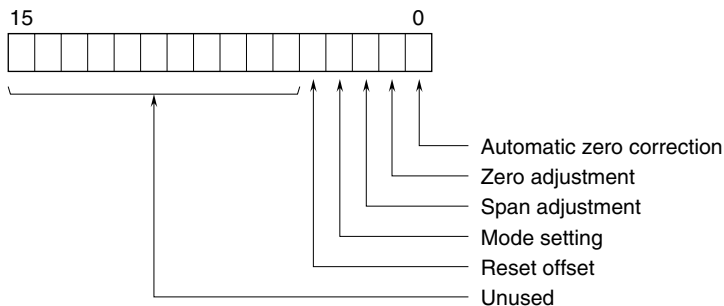 15 0
Automatic zero correction
Zero adjustment
Span adjustment
Mode setting
Reset offset
Unused